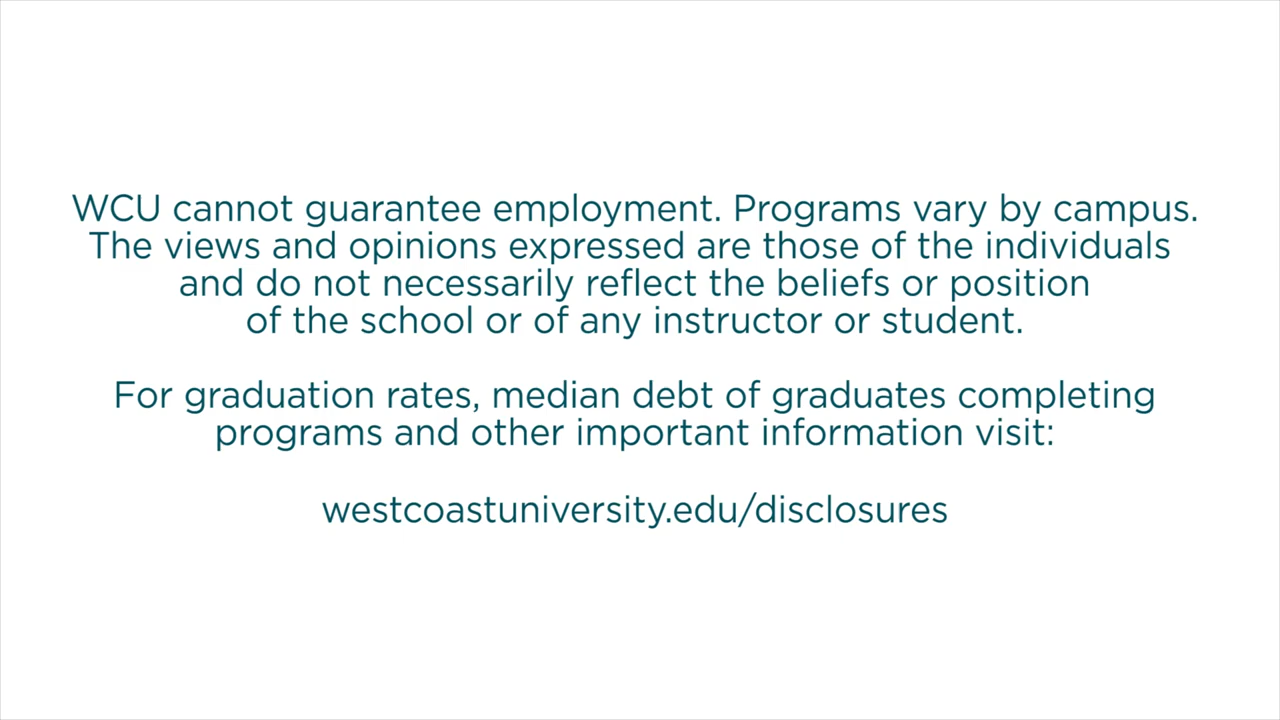 WCU cannot guarantee employment. Programs vary by campus.
The views and opinions expressed are those of the individuals
and do not necessarily reflect the beliefs or position
of the school or of any instructor or student.
For graduation rates, median debt of graduates completing
programs and other important information visit:
westcoastuniversity.edu/disclosures